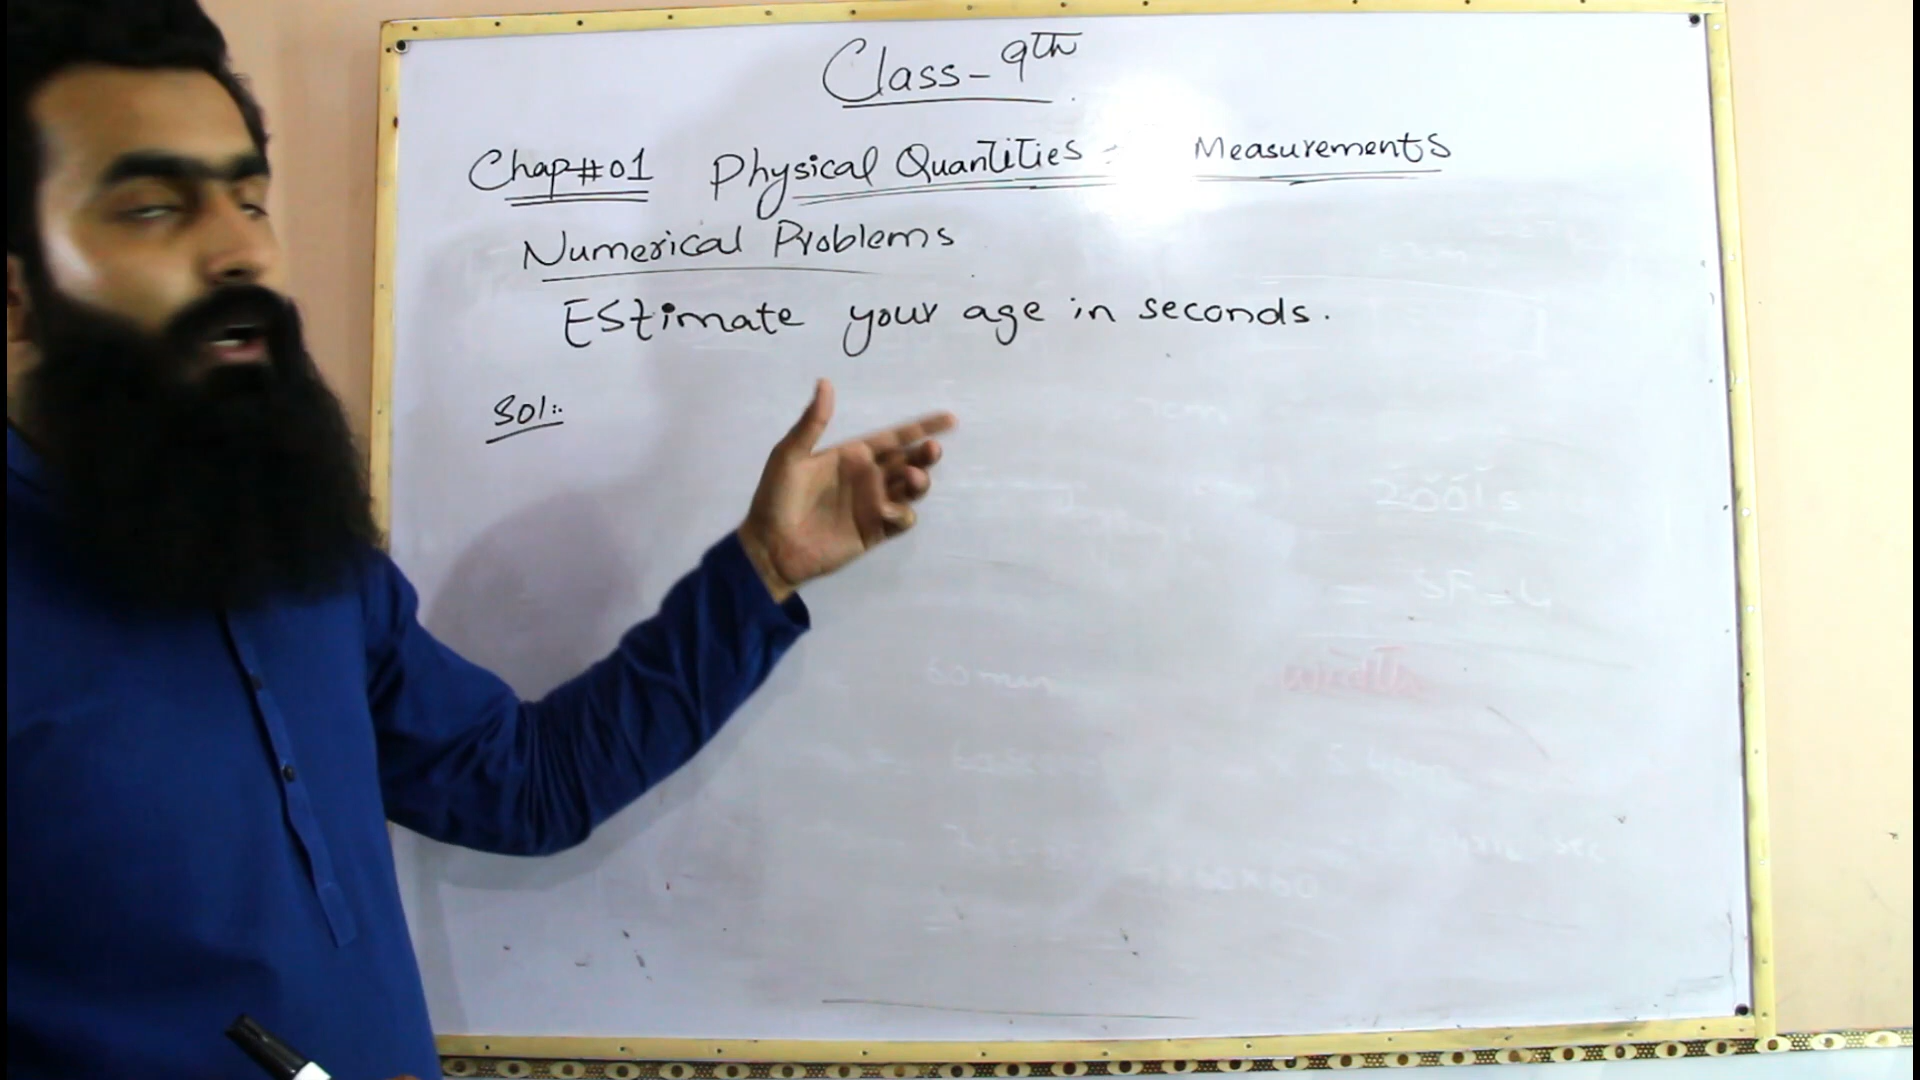 Class-9th
Chap#01 Physical Quantities Measurements
Numerical Problems
Estimate your age in seconds.
Sol: